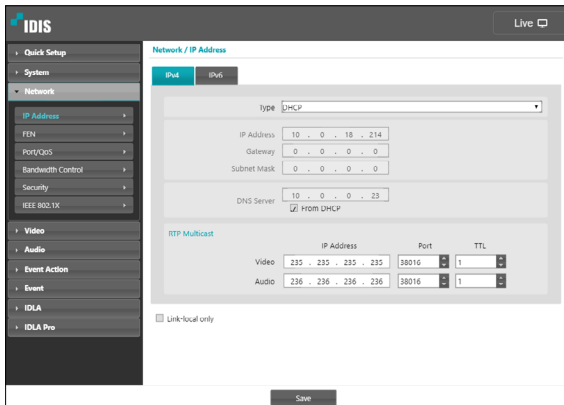 IDIS
Live
Quick Setup
System
Network
IP Address
FEN
Port/QoS
Bandwidth Control
Security
IEEE 802.1X
Video
Audio
Event Action
Event
IDLA
IDLA Pro
Network / IP Address
IPv4 IPv6
Type DHCP
IP Address 10 . 0 . 18 . 214
Gateway 0 . 0 . 0 . 0
Subnet Mask 0 . 0 . 0 . 0
DNS Server 10 . 0 . 0 . 23
From DHCP
RTP Multicast
IP Address Port TTL
Video 235 . 235 . 235 . 235 38016 1
Audio 236 . 236 . 236 . 236 38016 1
Link-local only
Save